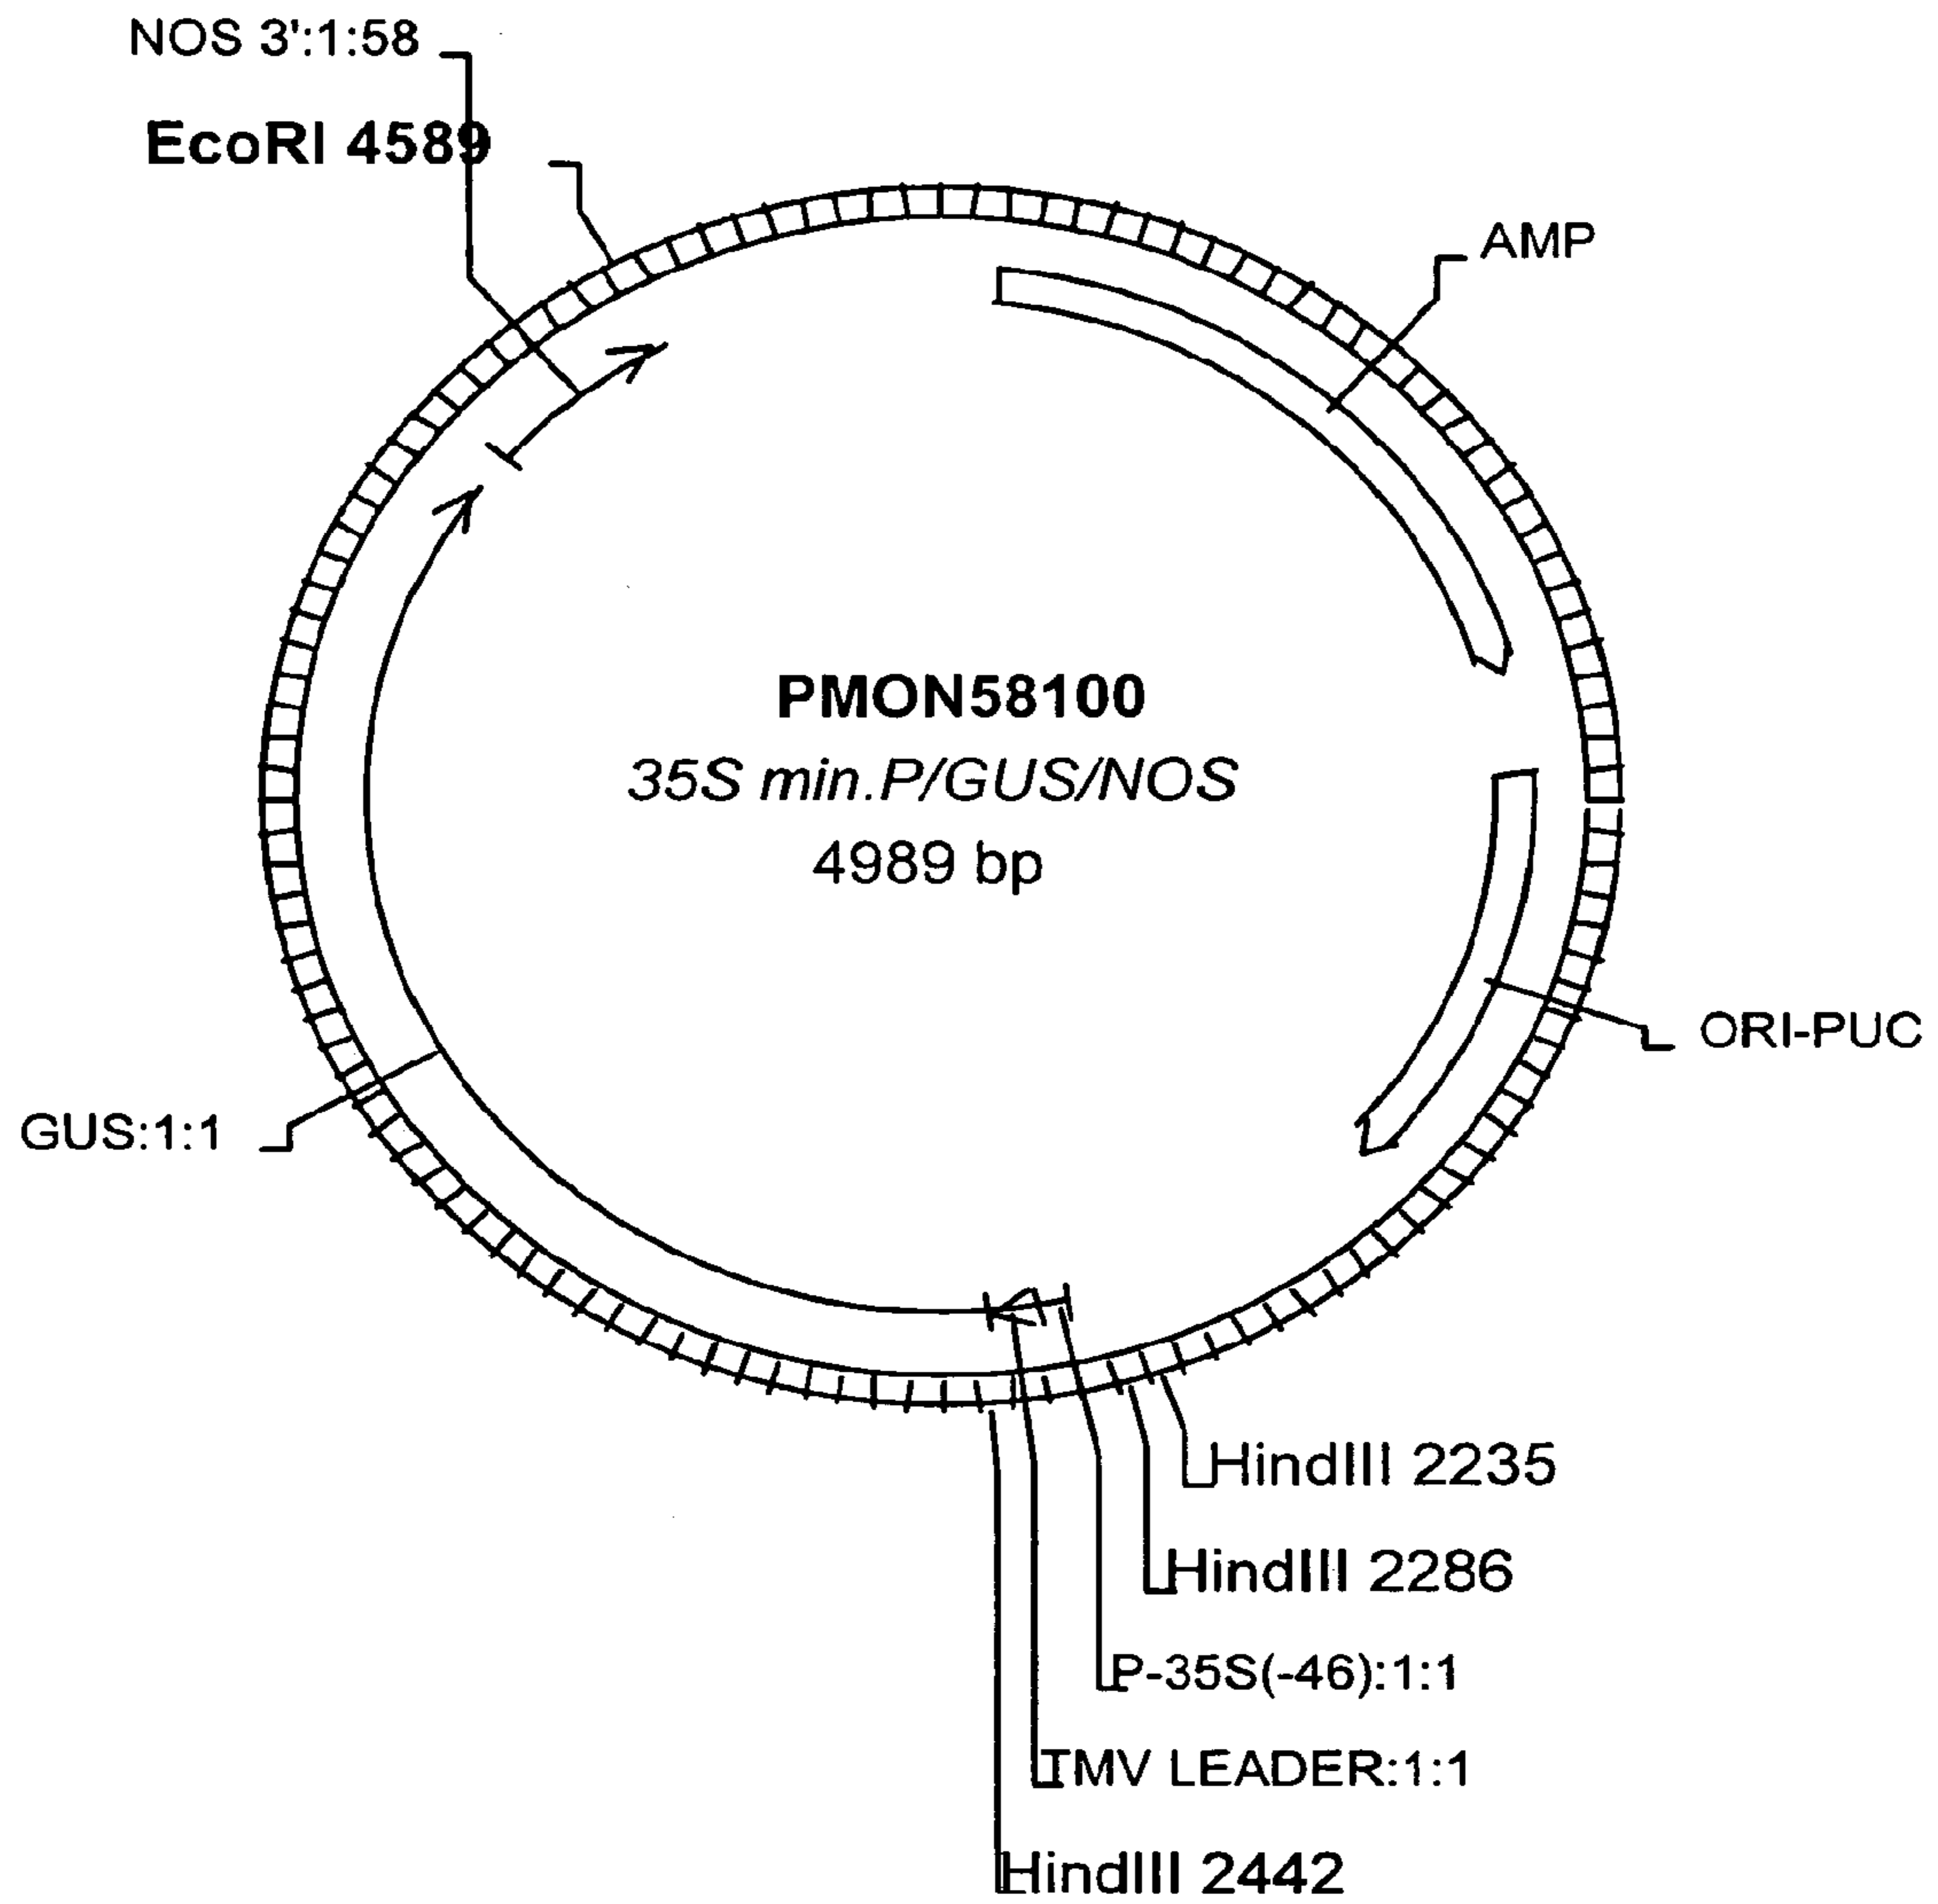 NOS 3':1:58
EcoRI 4589
AMP
PMON58100
35S min.P/GUS/NOS
4989 bp
ORI-PUC
GUS:1:1
HindIII 2235
HindIII 2286
P-35S(-46):1:1
TMV LEADER:1:1
HindIII 2442